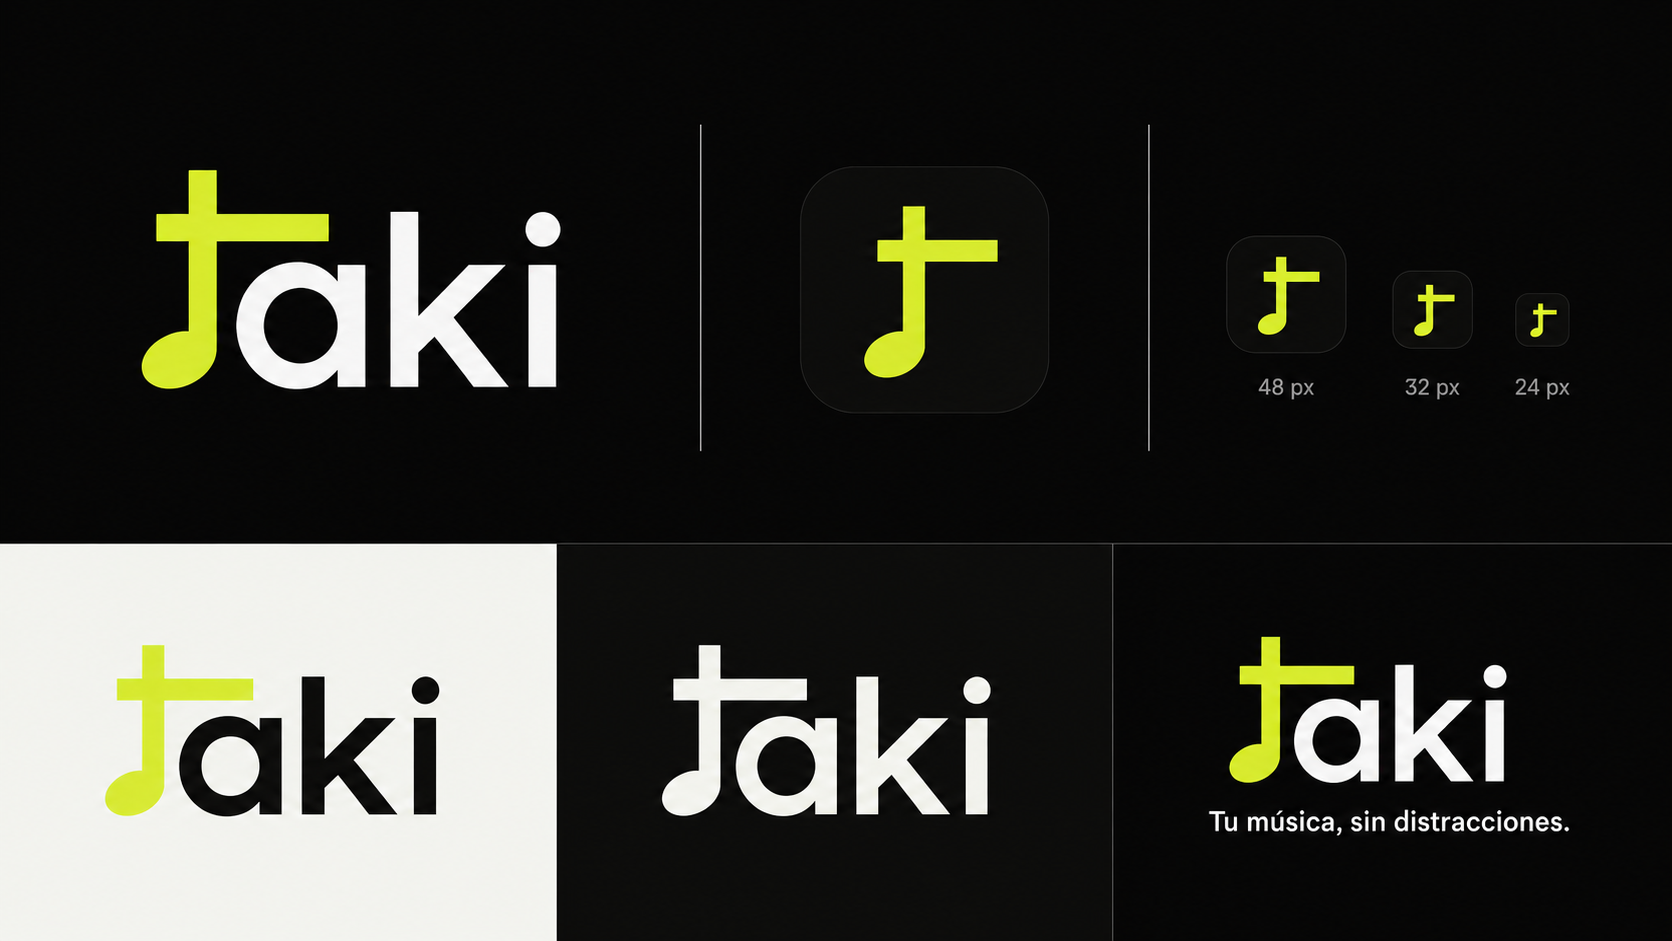 taki
48 px
32 px
24 px
taki
taki
taki
Tu música, sin distracciones.